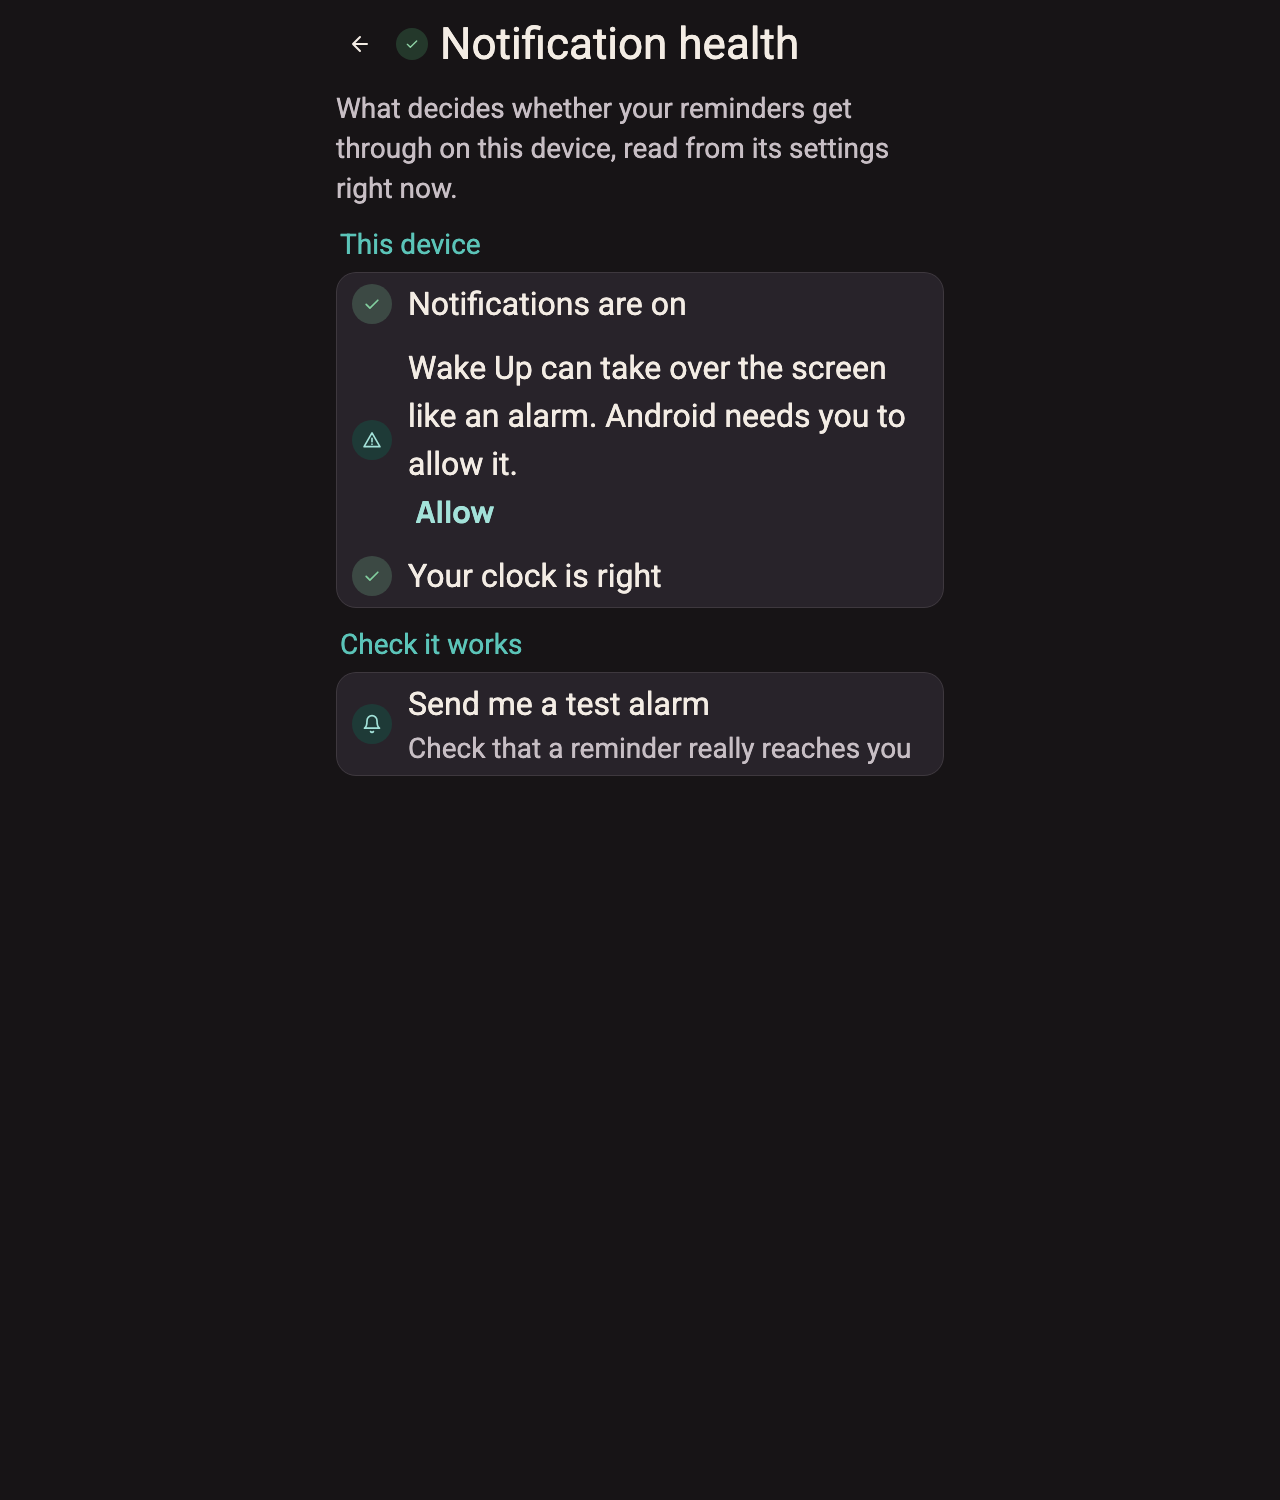 Notification health
What decides whether your reminders get
through on this device, read from its settings
right now.
This device
Notifications are on
Wake Up can take over the screen
like an alarm. Android needs you to
allow it.
Allow
Your clock is right
Check it works
Send me a test alarm
Check that a reminder really reaches you